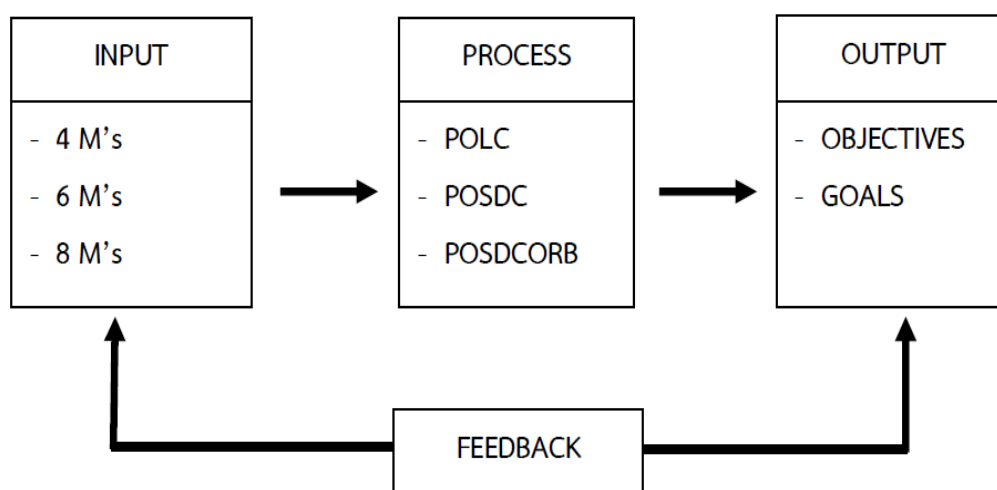 INPUT
- 4 M's
- 6 M's
- 8 M's
PROCESS
- POLC
- POSDC
- POSDCORB
OUTPUT
- OBJECTIVES
- GOALS
FEEDBACK